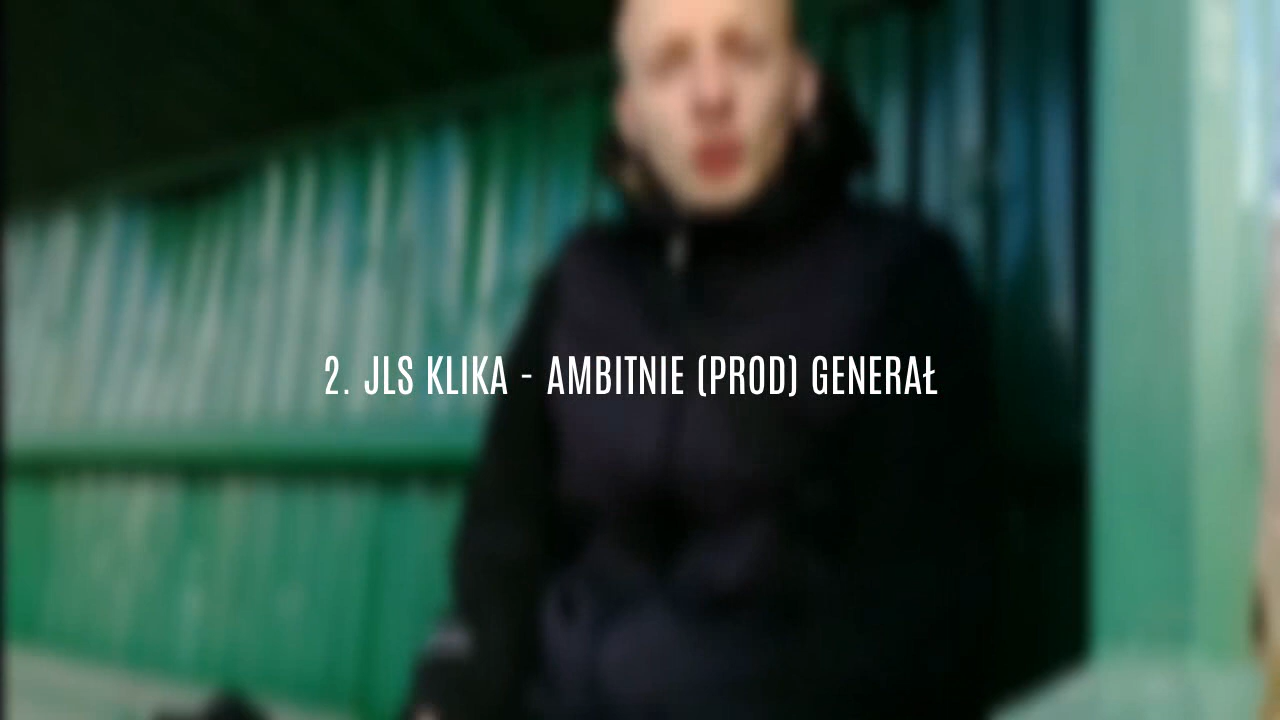 2. JLS KLIKA - AMBITNIE (PROD) GENERAŁ